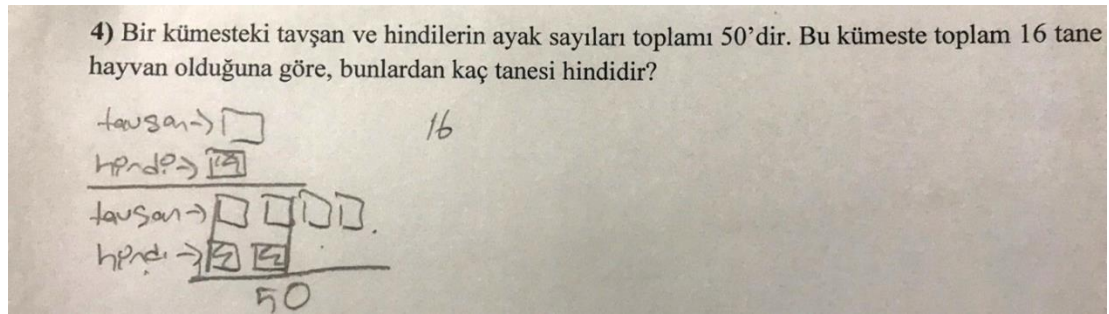 4) Bir kümesteki tavşan ve hindilerin ayak sayıları toplamı 50'dir. Bu kümeste toplam 16 tane
hayvan olduğuna göre, bunlardan kaç tanesi hindidir?
tavşan→
16
hindi→
tavşan→
hindi→
50